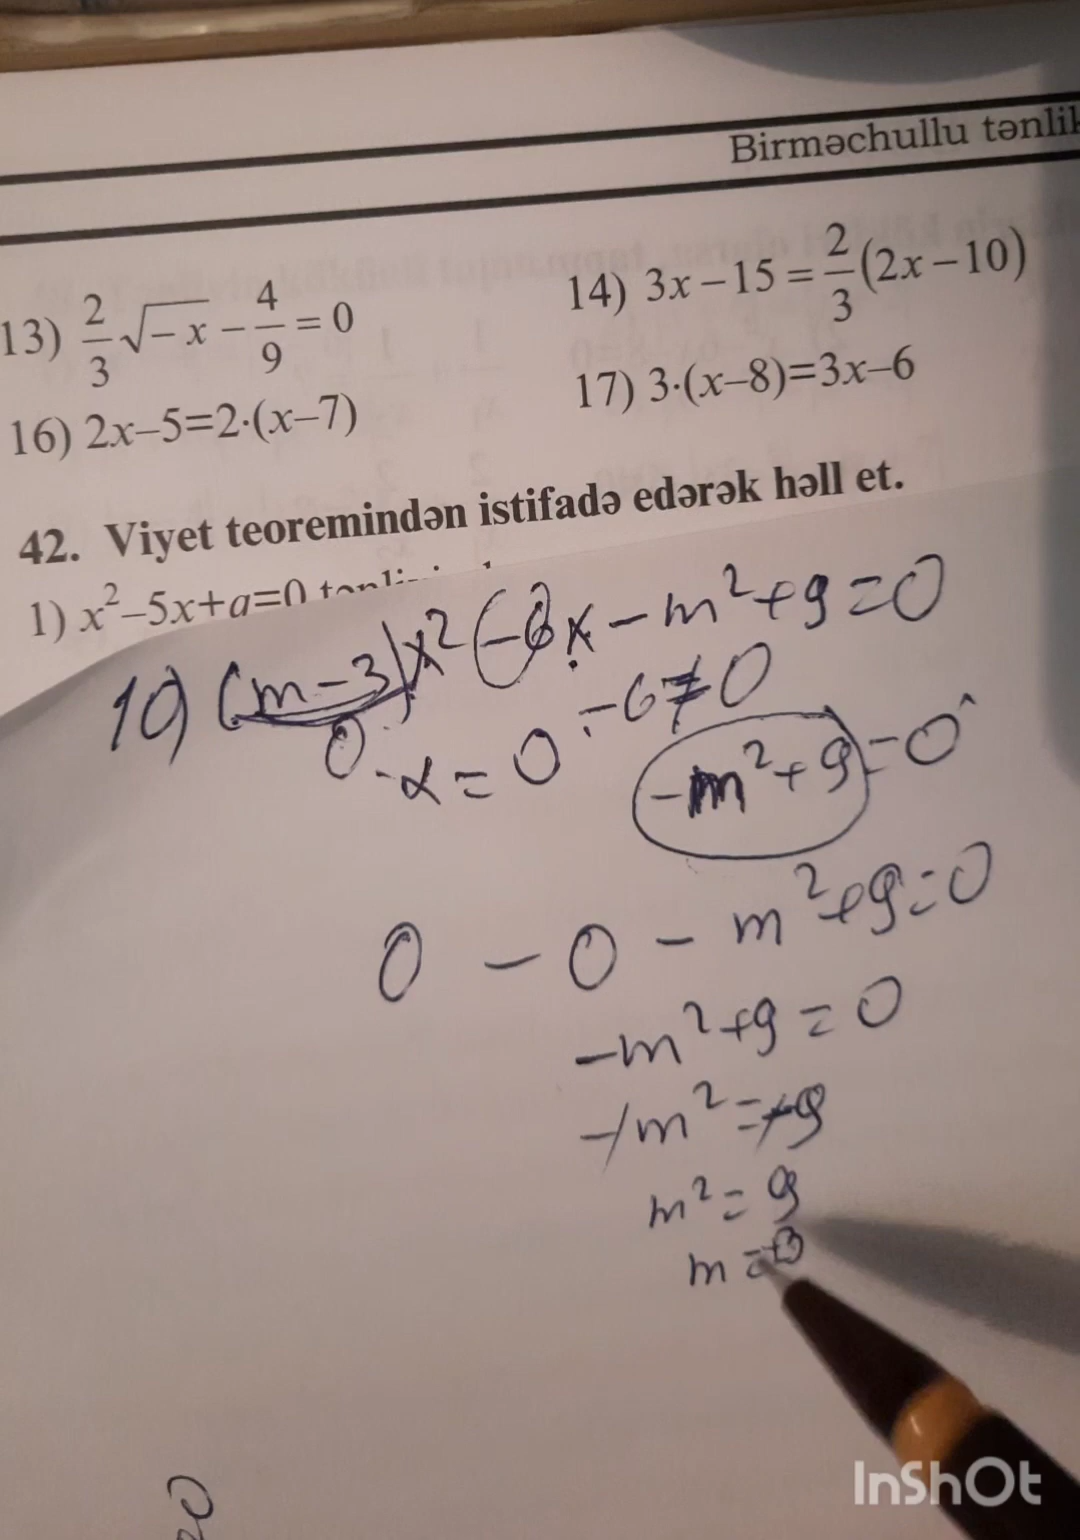 Birməchullu tənlik
13) 2/3 √−x − 4/9 = 0
14) 3x − 15 = 2/3 (2x − 10)
16) 2x−5=2·(x−7)
17) 3·(x−8)=3x−6
42. Viyet teoremindən istifadə edərək həll et.
1) x²−5x+a=0
10) (m−3)x² (−6)x − m²+9=0
0
x = 0
−6≠0
−m²+9=0
0 − 0 − m²+9=0
−m²+9=0
−m²=−9
m²=9
InShOt